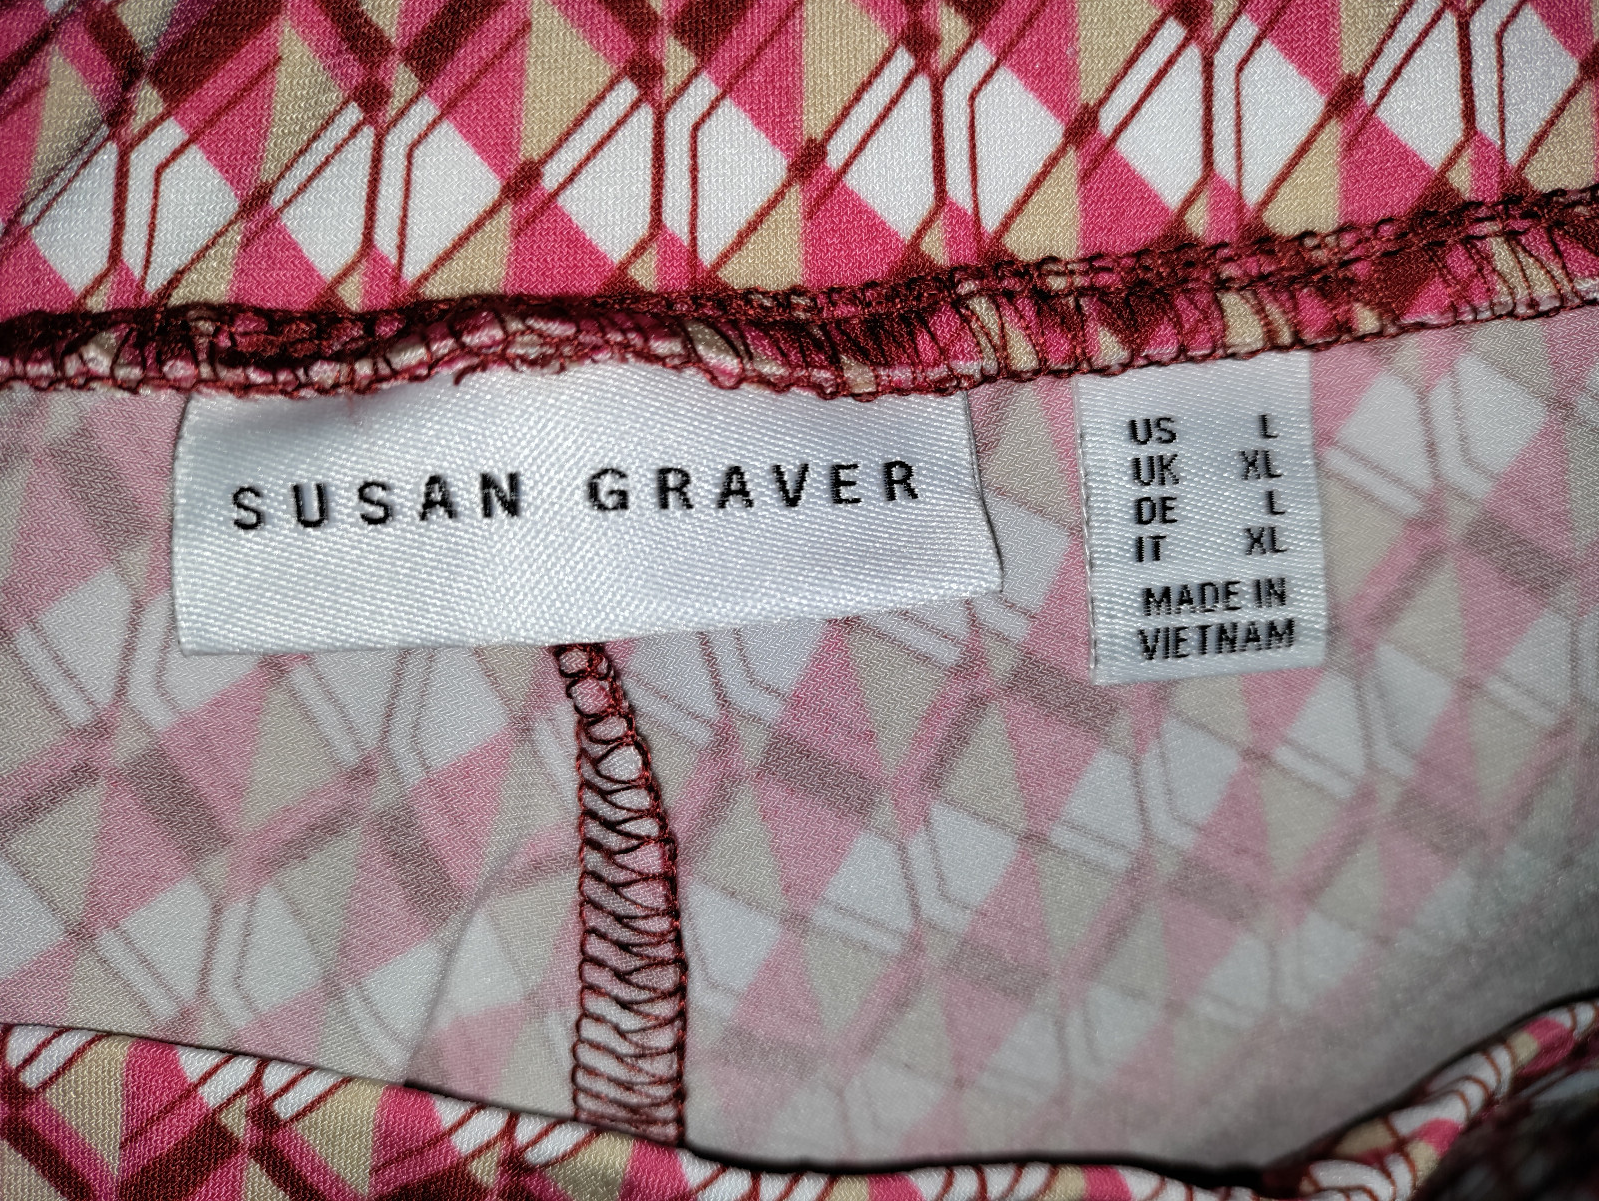 SUSAN GRAVER
US L
UK XL
DE L
IT XL
MADE IN
VIETNAM